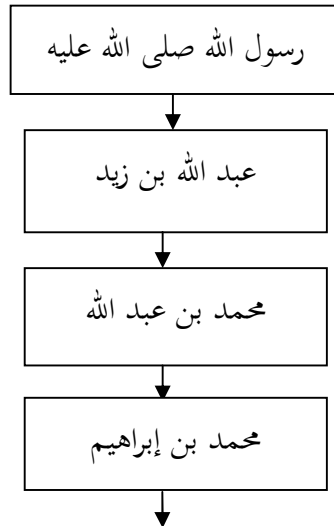 رسول الله صلى الله عليه
عبد الله بن زيد
محمد بن عبد الله
محمد بن إبراهيم